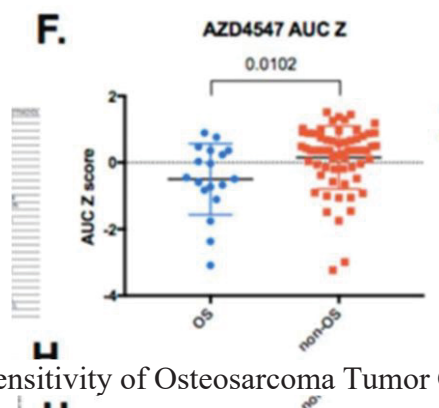 F.
AZD4547 AUC Z
0.0102
2
0
-2
-4
AUC Z score
OS
non-OS
H
ensitivity of Osteosarcoma Tumor